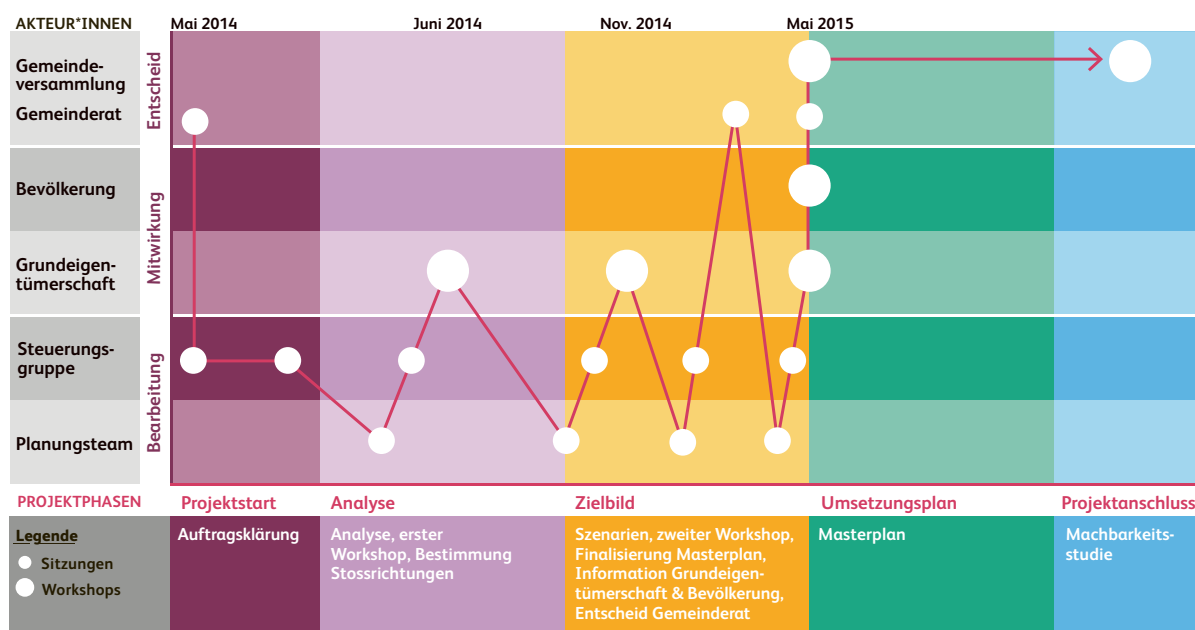 AKTEUR*INNEN
Mai 2014
Juni 2014
Nov. 2014
Mai 2015
Gemeinde-
versammlung
Gemeinderat
Entscheid
Bevölkerung
Grundeigen-
tümerschaft
Mitwirkung
Steuerungs-
gruppe
Planungsteam
Bearbeitung
PROJEKTPHASEN
Projektstart
Analyse
Zielbild
Umsetzungsplan
Projektanschluss
Legende
Sitzungen
Workshops
Auftragsklärung
Analyse, erster
Workshop, Bestimmung
Stossrichtungen
Szenarien, zweiter Workshop,
Finalisierung Masterplan,
Information Grundeigen-
tümerschaft & Bevölkerung,
Entscheid Gemeinderat
Masterplan
Machbarkeits-
studie